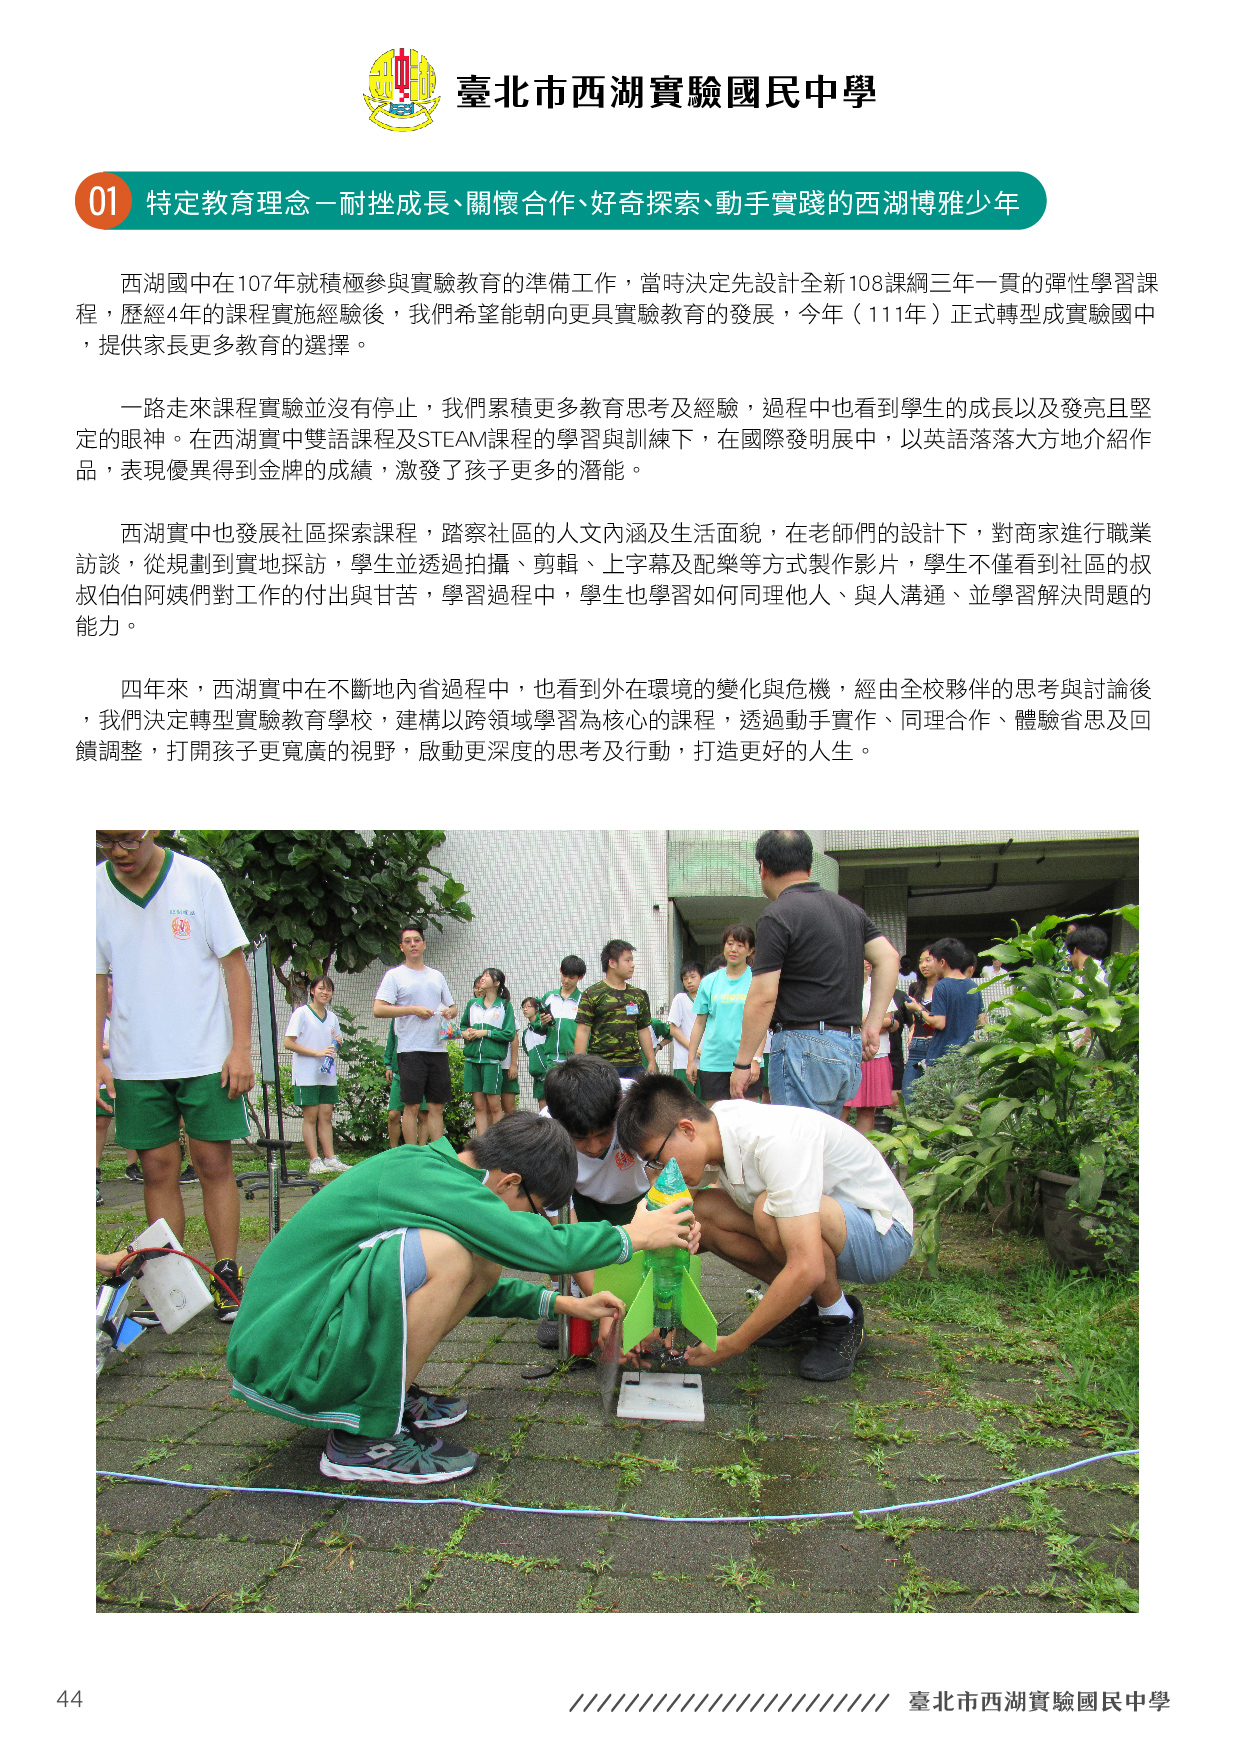 臺北市西湖實驗國民中學
01 特定教育理念－耐挫成長、關懷合作、好奇探索、動手實踐的西湖博雅少年
西湖國中在107年就積極參與實驗教育的準備工作，當時決定先設計全新108課綱三年一貫的彈性學習課
程，歷經4年的課程實施經驗後，我們希望能朝向更具實驗教育的發展，今年（111年）正式轉型成實驗國中
，提供家長更多教育的選擇。
一路走來課程實驗並沒有停止，我們累積更多教育思考及經驗，過程中也看到學生的成長以及發亮且堅
定的眼神。在西湖實中雙語課程及STEAM課程的學習與訓練下，在國際發明展中，以英語落落大方地介紹作
品，表現優異得到金牌的成績，激發了孩子更多的潛能。
西湖實中也發展社區探索課程，踏察社區的人文內涵及生活面貌，在老師們的設計下，對商家進行職業
訪談，從規劃到實地採訪，學生並透過拍攝、剪輯、上字幕及配樂等方式製作影片，學生不僅看到社區的叔
叔伯伯阿姨們對工作的付出與甘苦，學習過程中，學生也學習如何同理他人、與人溝通、並學習解決問題的
能力。
四年來，西湖實中在不斷地內省過程中，也看到外在環境的變化與危機，經由全校夥伴的思考與討論後
，我們決定轉型實驗教育學校，建構以跨領域學習為核心的課程，透過動手實作、同理合作、體驗省思及回
饋調整，打開孩子更寬廣的視野，啟動更深度的思考及行動，打造更好的人生。
44
臺北市西湖實驗國民中學